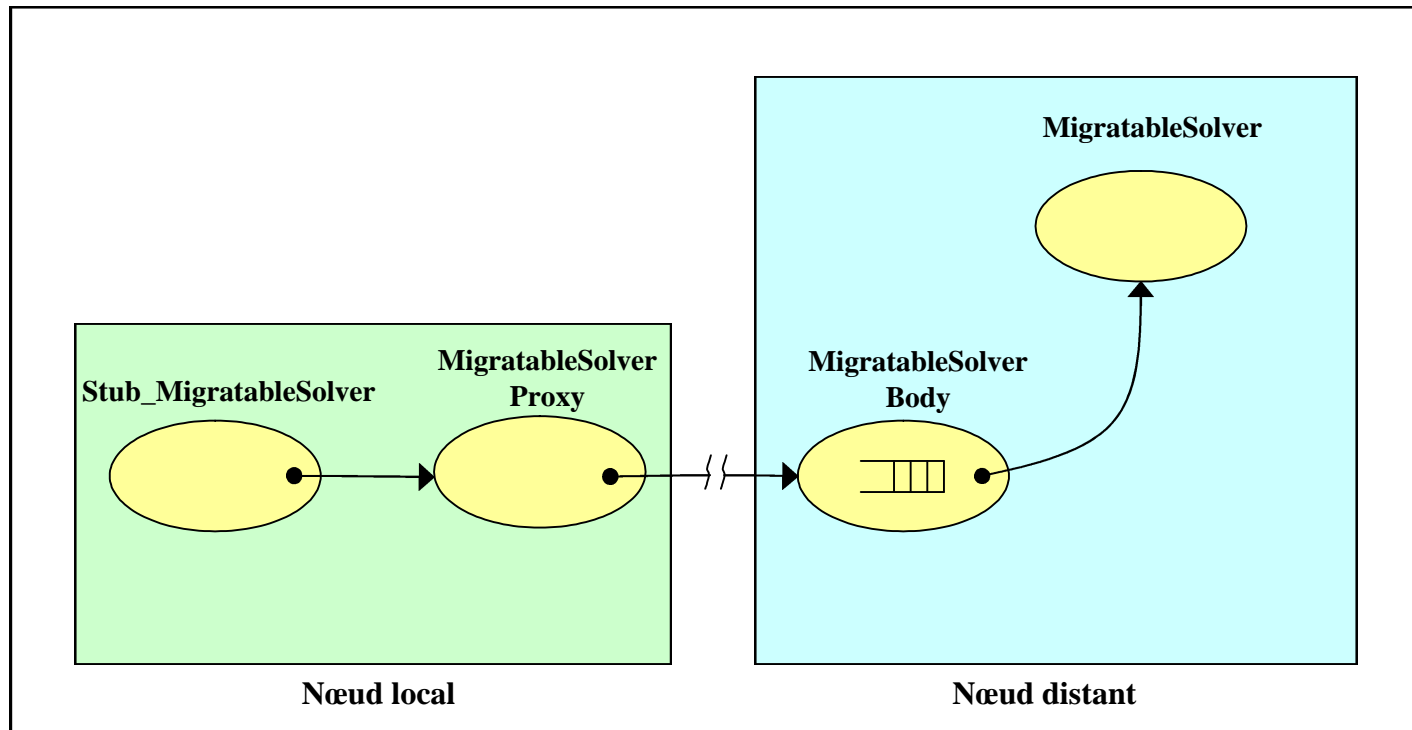 MigratableSolver
Stub_MigratableSolver
MigratableSolver
Proxy
MigratableSolver
Body
Nœud local
Nœud distant